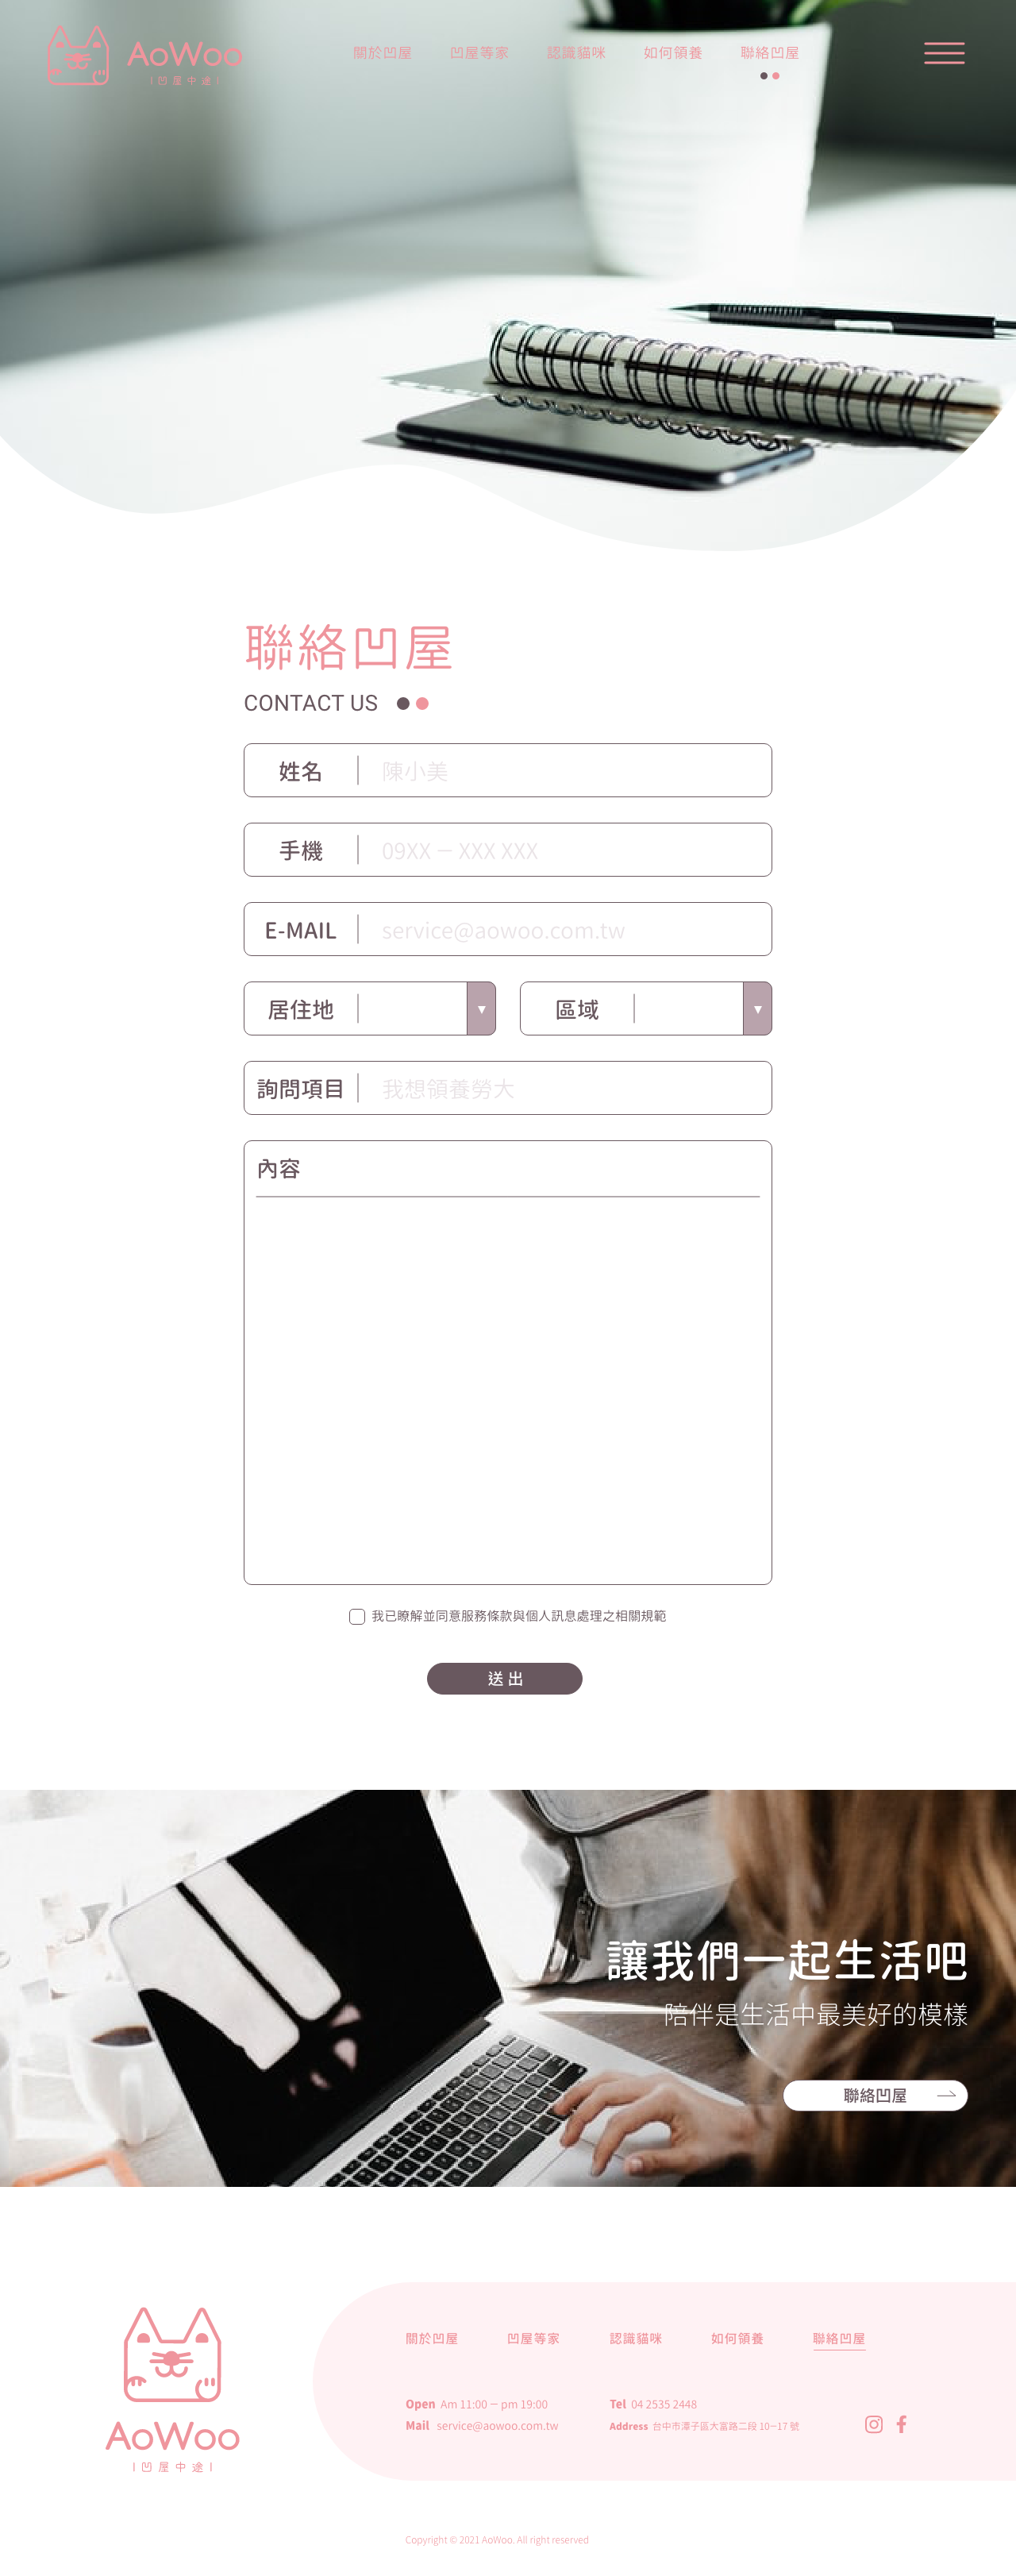 AoWoo
|凹屋中途|
關於凹屋 凹屋等家 認識貓咪 如何領養 聯絡凹屋
聯絡凹屋
CONTACT US
姓名 陳小美
手機 09XX – XXX XXX
E-MAIL service@aowoo.com.tw
居住地 ▼ 區域 ▼
詢問項目 我想領養勞大
內容
我已瞭解並同意服務條款與個人訊息處理之相關規範
送出
讓我們一起生活吧
陪伴是生活中最美好的模樣
聯絡凹屋
關於凹屋 凹屋等家 認識貓咪 如何領養 聯絡凹屋
Open Am 11:00 – pm 19:00 Tel 04 2535 2448
Mail service@aowoo.com.tw Address 台中市潭子區大富路二段 10–17 號
AoWoo
|凹屋中途|
Copyright © 2021 AoWoo. All right reserved